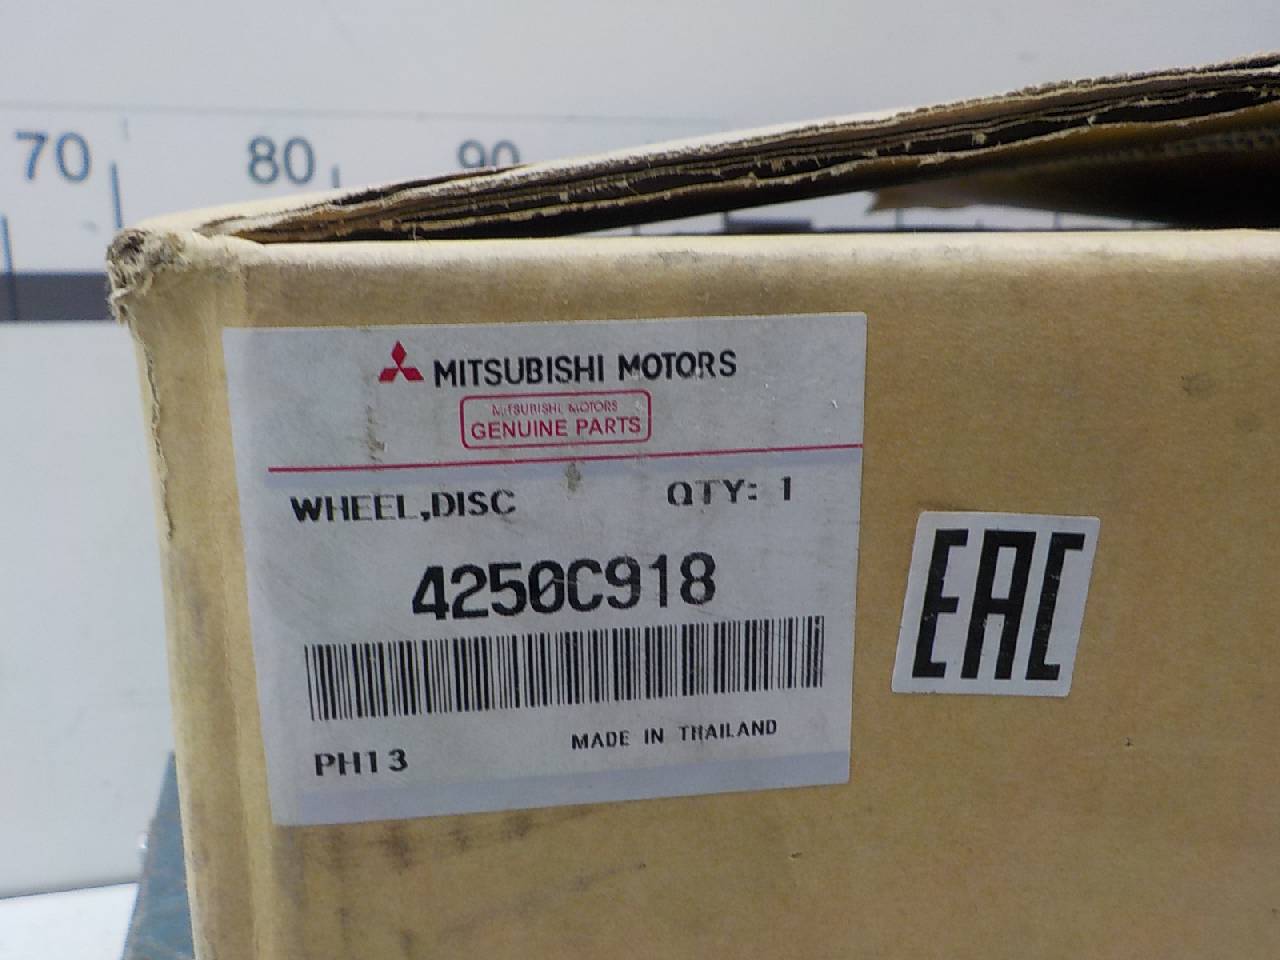 70 80 90
MITSUBISHI MOTORS
MITSUBISHI MOTORS
GENUINE PARTS
WHEEL,DISC QTY: 1
4250C918
EAC
MADE IN THAILAND
PH13